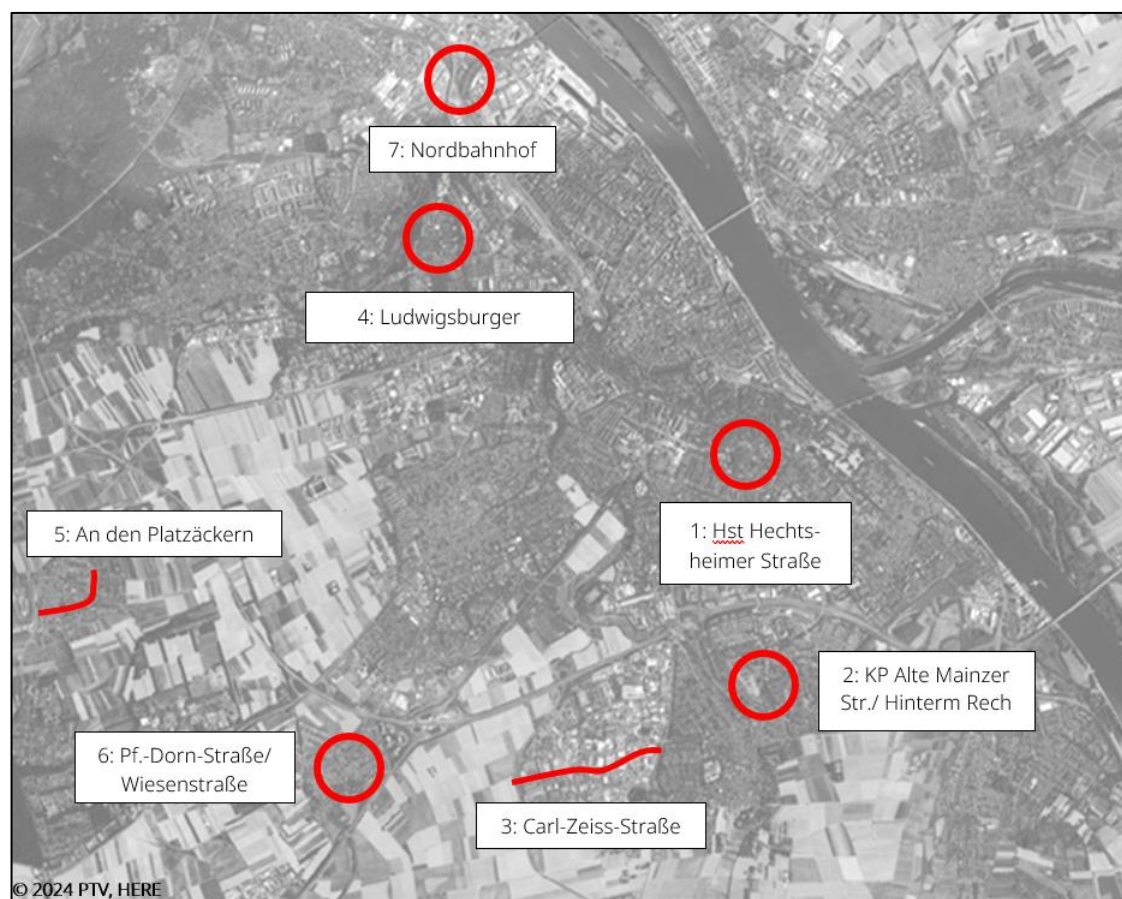 7: Nordbahnhof
4: Ludwigsburger
5: An den Platzäckern
1: Hst Hechts-
heimer Straße
2: KP Alte Mainzer
Str./ Hinterm Rech
6: Pf.-Dorn-Straße/
Wiesenstraße
3: Carl-Zeiss-Straße
© 2024 PTV, HERE